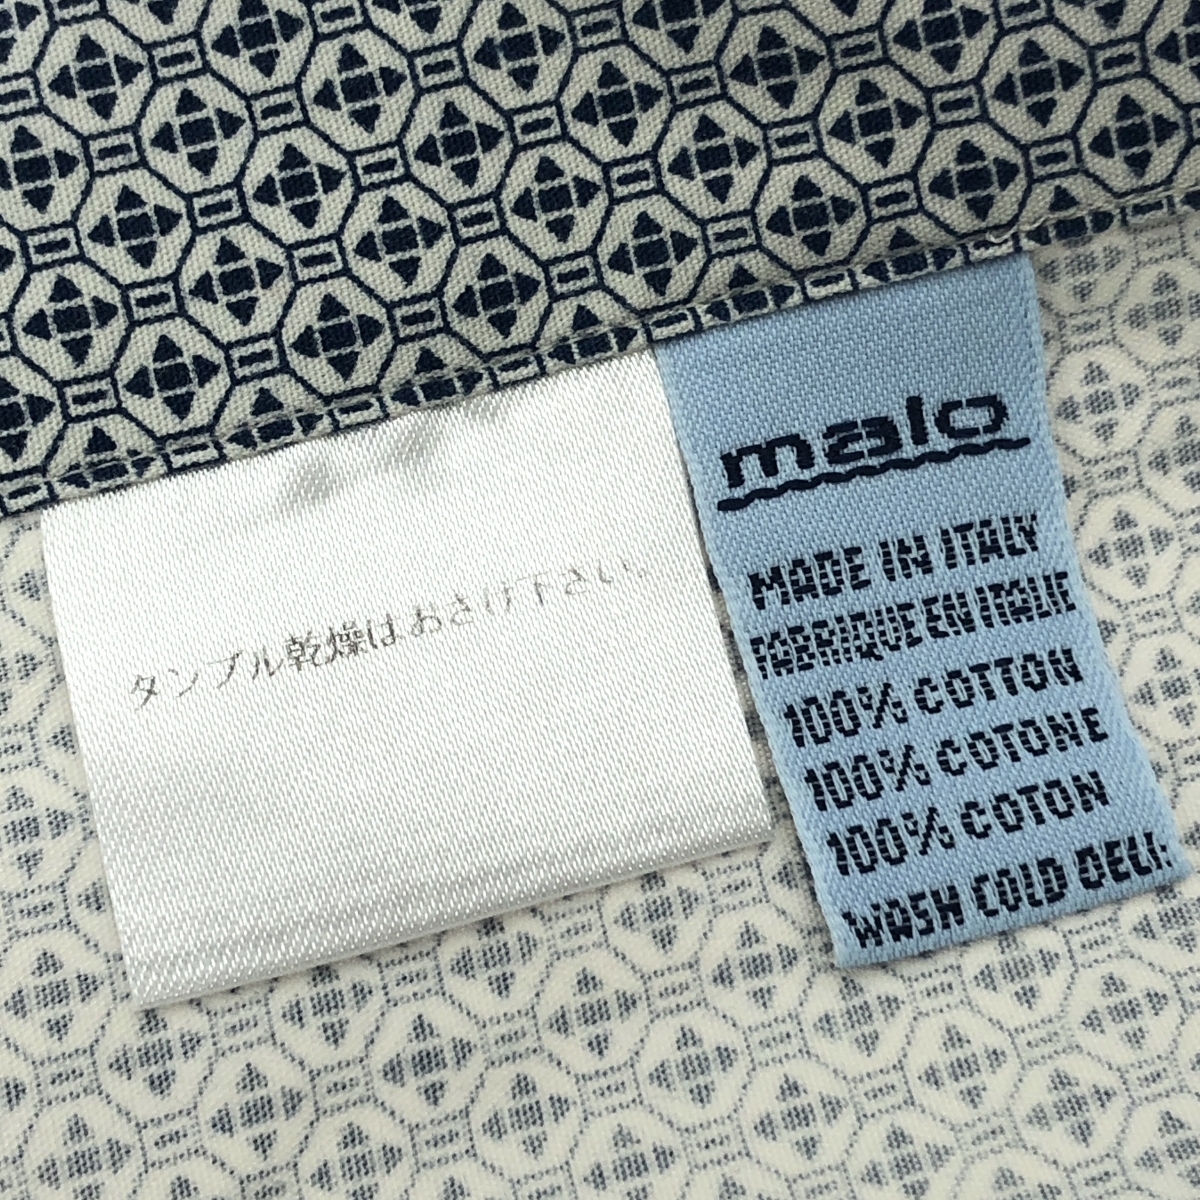 タンブル乾燥はおさけ下さい。
malo
MADE IN ITALY
FABRIQUE EN ITALIE
100% COTTON
100% COTONE
100% COTON
WASH COLD